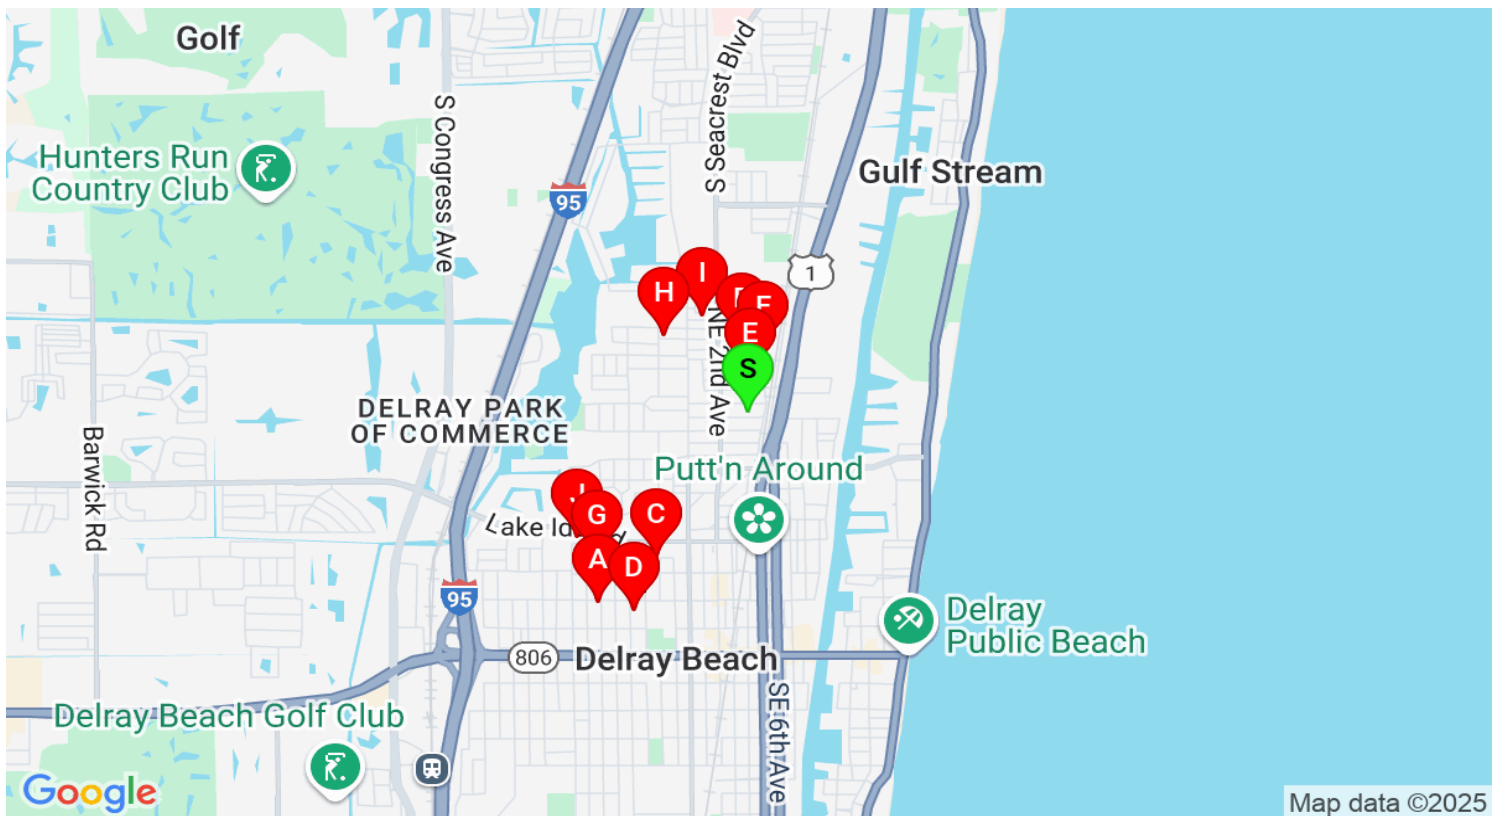 Golf
S Seacrest Blvd
S Congress Ave
Hunters Run
Country Club
Gulf Stream
95
1
I
H
F
E
NE 2nd Ave
S
DELRAY PARK
OF COMMERCE
Barwick Rd
Putt'n Around
J
G
C
A
D
95
Delray
Public Beach
806
Delray Beach
SE 6th Ave
Delray Beach Golf Club
Google
Map data ©2025